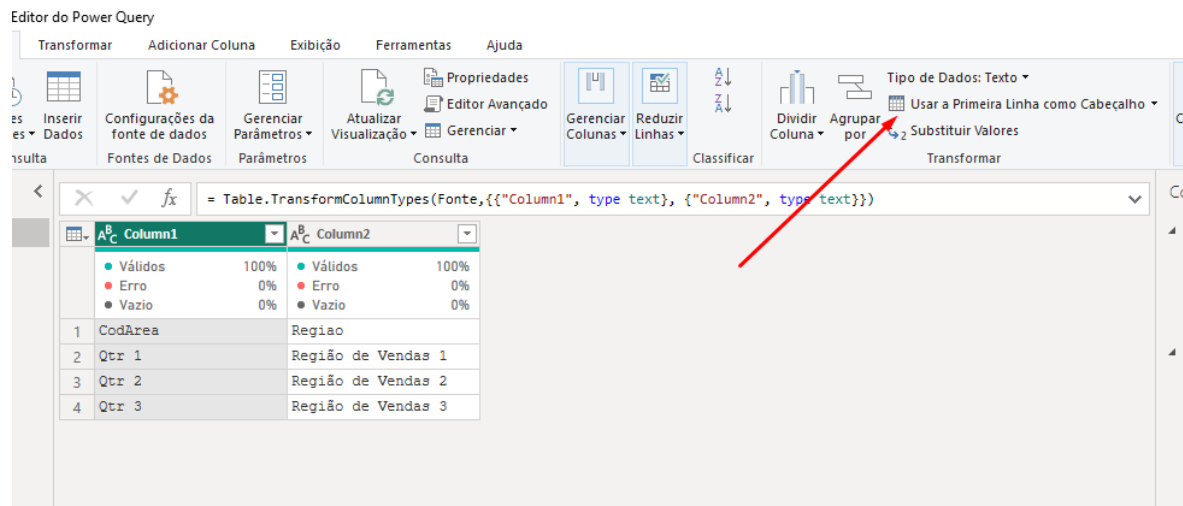 Editor do Power Query
Transformar Adicionar Coluna Exibição Ferramentas Ajuda
Inserir Dados
Configurações da fonte de dados
Gerenciar Parâmetros
Atualizar Visualização
Propriedades
Editor Avançado
Gerenciar
Gerenciar Colunas
Reduzir Linhas
Dividir Coluna
Agrupar por
Tipo de Dados: Texto
Usar a Primeira Linha como Cabeçalho
Substituir Valores
Fontes de Dados Parâmetros Consulta Classificar Transformar
fx = Table.TransformColumnTypes(Fonte,{{"Column1", type text}, {"Column2", type text}})
ABC Column1 ABC Column2
Válidos 100% Válidos 100%
Erro 0% Erro 0%
Vazio 0% Vazio 0%
1 CodArea Regiao
2 Qtr 1 Região de Vendas 1
3 Qtr 2 Região de Vendas 2
4 Qtr 3 Região de Vendas 3